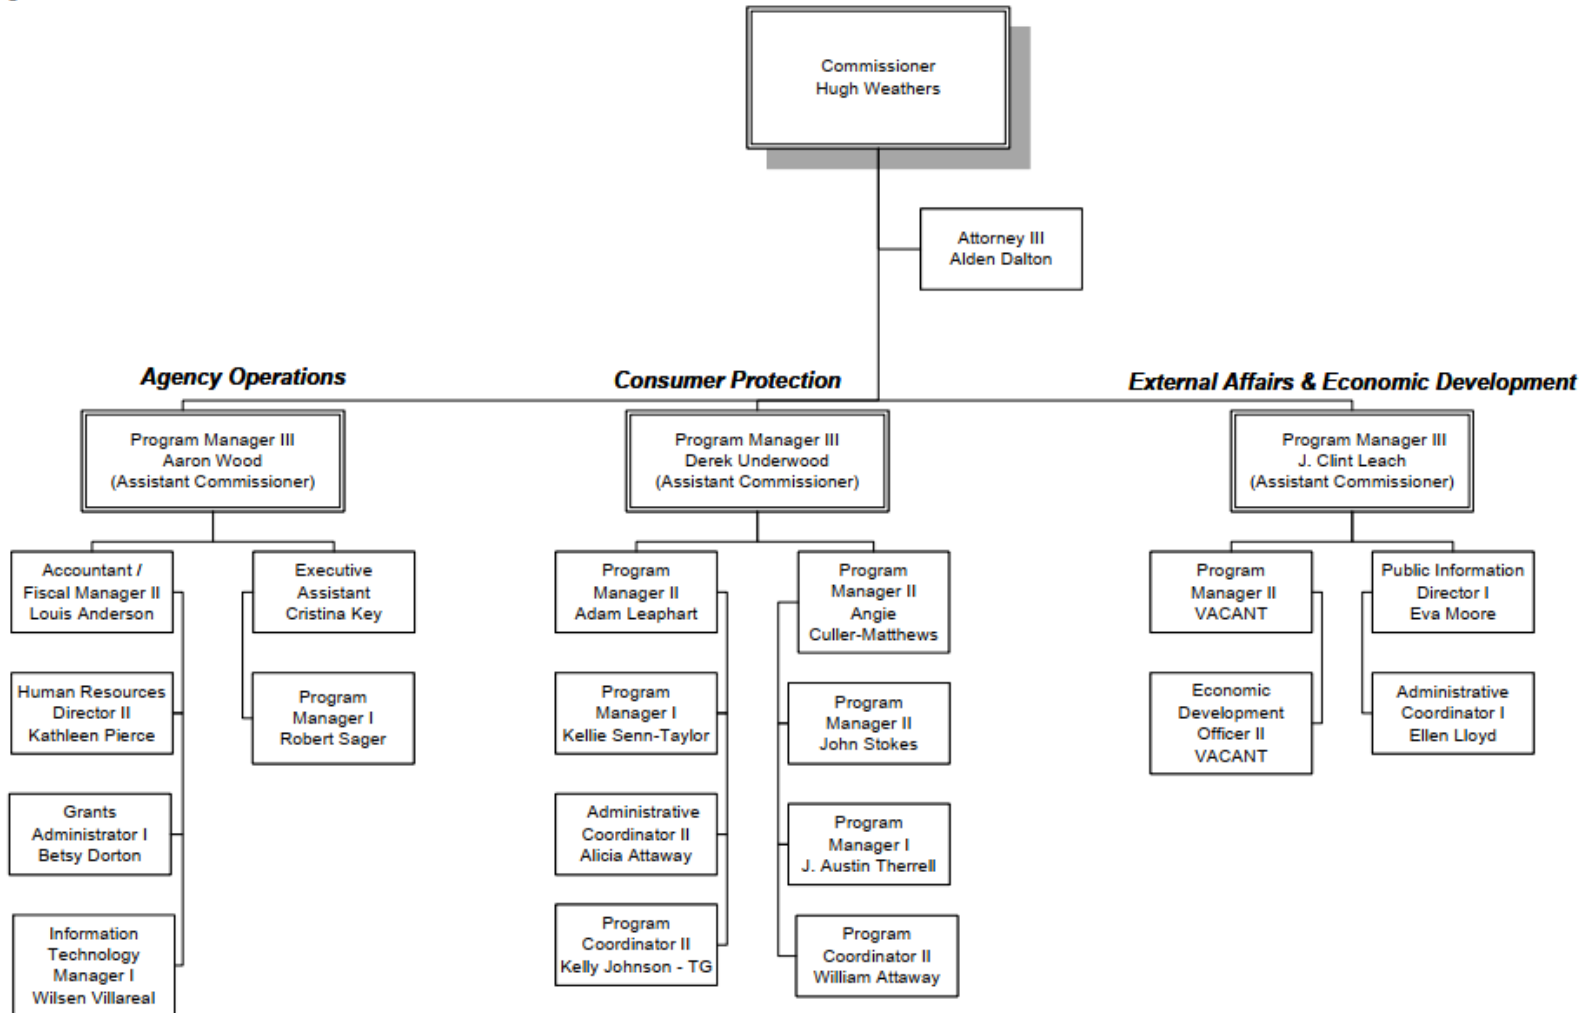 Commissioner
Hugh Weathers
Attorney III
Alden Dalton
Agency Operations
Consumer Protection
External Affairs & Economic Development
Program Manager III
Aaron Wood
(Assistant Commissioner)
Program Manager III
Derek Underwood
(Assistant Commissioner)
Program Manager III
J. Clint Leach
(Assistant Commissioner)
Accountant /
Fiscal Manager II
Louis Anderson
Executive
Assistant
Cristina Key
Program
Manager II
Adam Leaphart
Program
Manager II
Angie
Culler-Matthews
Program
Manager II
VACANT
Public Information
Director I
Eva Moore
Human Resources
Director II
Kathleen Pierce
Program
Manager I
Robert Sager
Program
Manager I
Kellie Senn-Taylor
Program
Manager II
John Stokes
Economic
Development
Officer II
VACANT
Administrative
Coordinator I
Ellen Lloyd
Grants
Administrator I
Betsy Dorton
Administrative
Coordinator II
Alicia Attaway
Program
Manager I
J. Austin Therrell
Information
Technology
Manager I
Wilsen Villareal
Program
Coordinator II
Kelly Johnson - TG
Program
Coordinator II
William Attaway